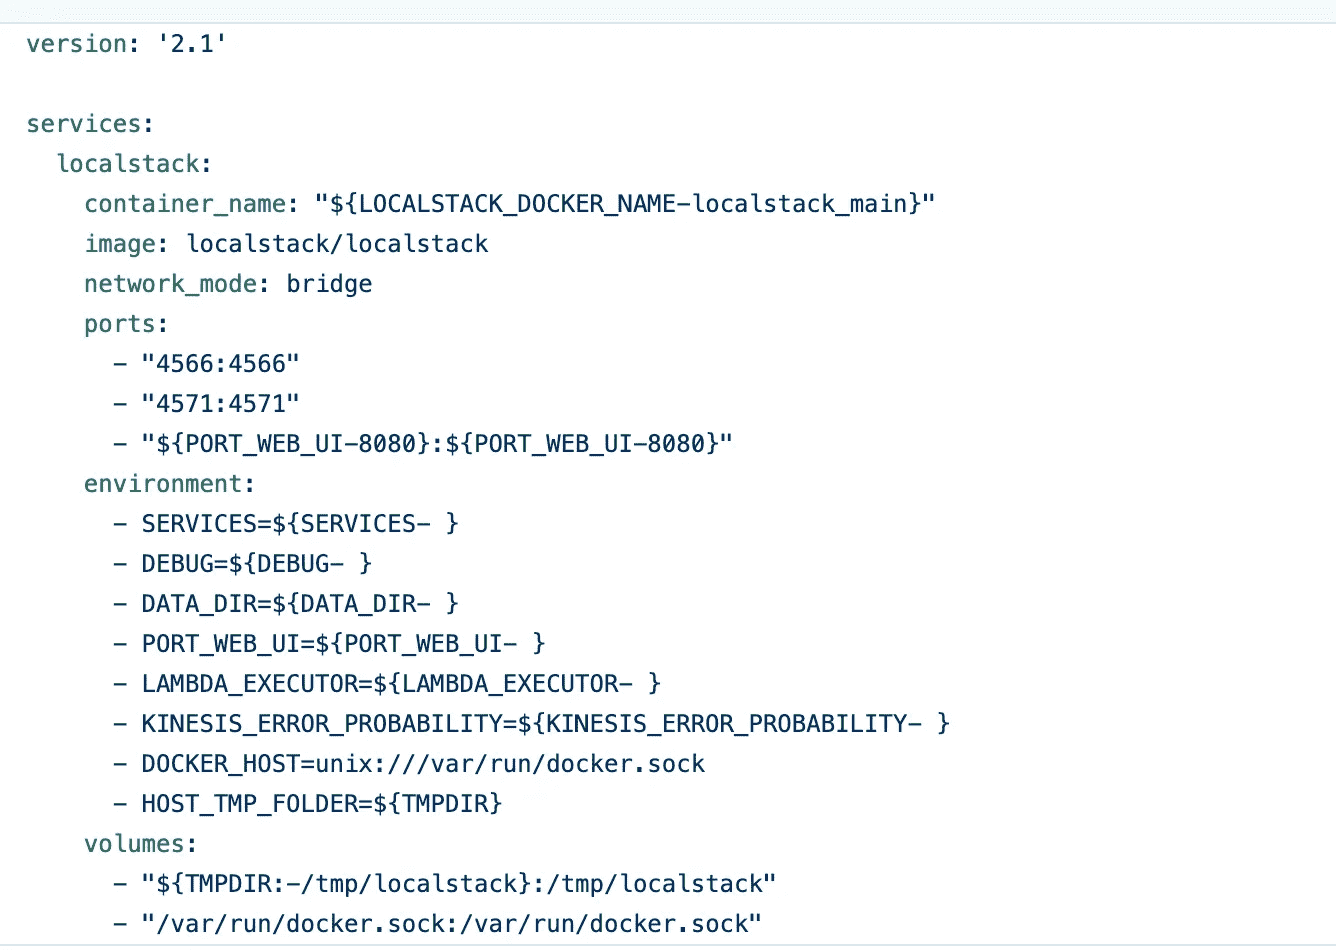 version: '2.1'

services:
  localstack:
    container_name: "${LOCALSTACK_DOCKER_NAME-localstack_main}"
    image: localstack/localstack
    network_mode: bridge
    ports:
      - "4566:4566"
      - "4571:4571"
      - "${PORT_WEB_UI-8080}:${PORT_WEB_UI-8080}"
    environment:
      - SERVICES=${SERVICES- }
      - DEBUG=${DEBUG- }
      - DATA_DIR=${DATA_DIR- }
      - PORT_WEB_UI=${PORT_WEB_UI- }
      - LAMBDA_EXECUTOR=${LAMBDA_EXECUTOR- }
      - KINESIS_ERROR_PROBABILITY=${KINESIS_ERROR_PROBABILITY- }
      - DOCKER_HOST=unix:///var/run/docker.sock
      - HOST_TMP_FOLDER=${TMPDIR}
    volumes:
      - "${TMPDIR:-/tmp/localstack}:/tmp/localstack"
      - "/var/run/docker.sock:/var/run/docker.sock"